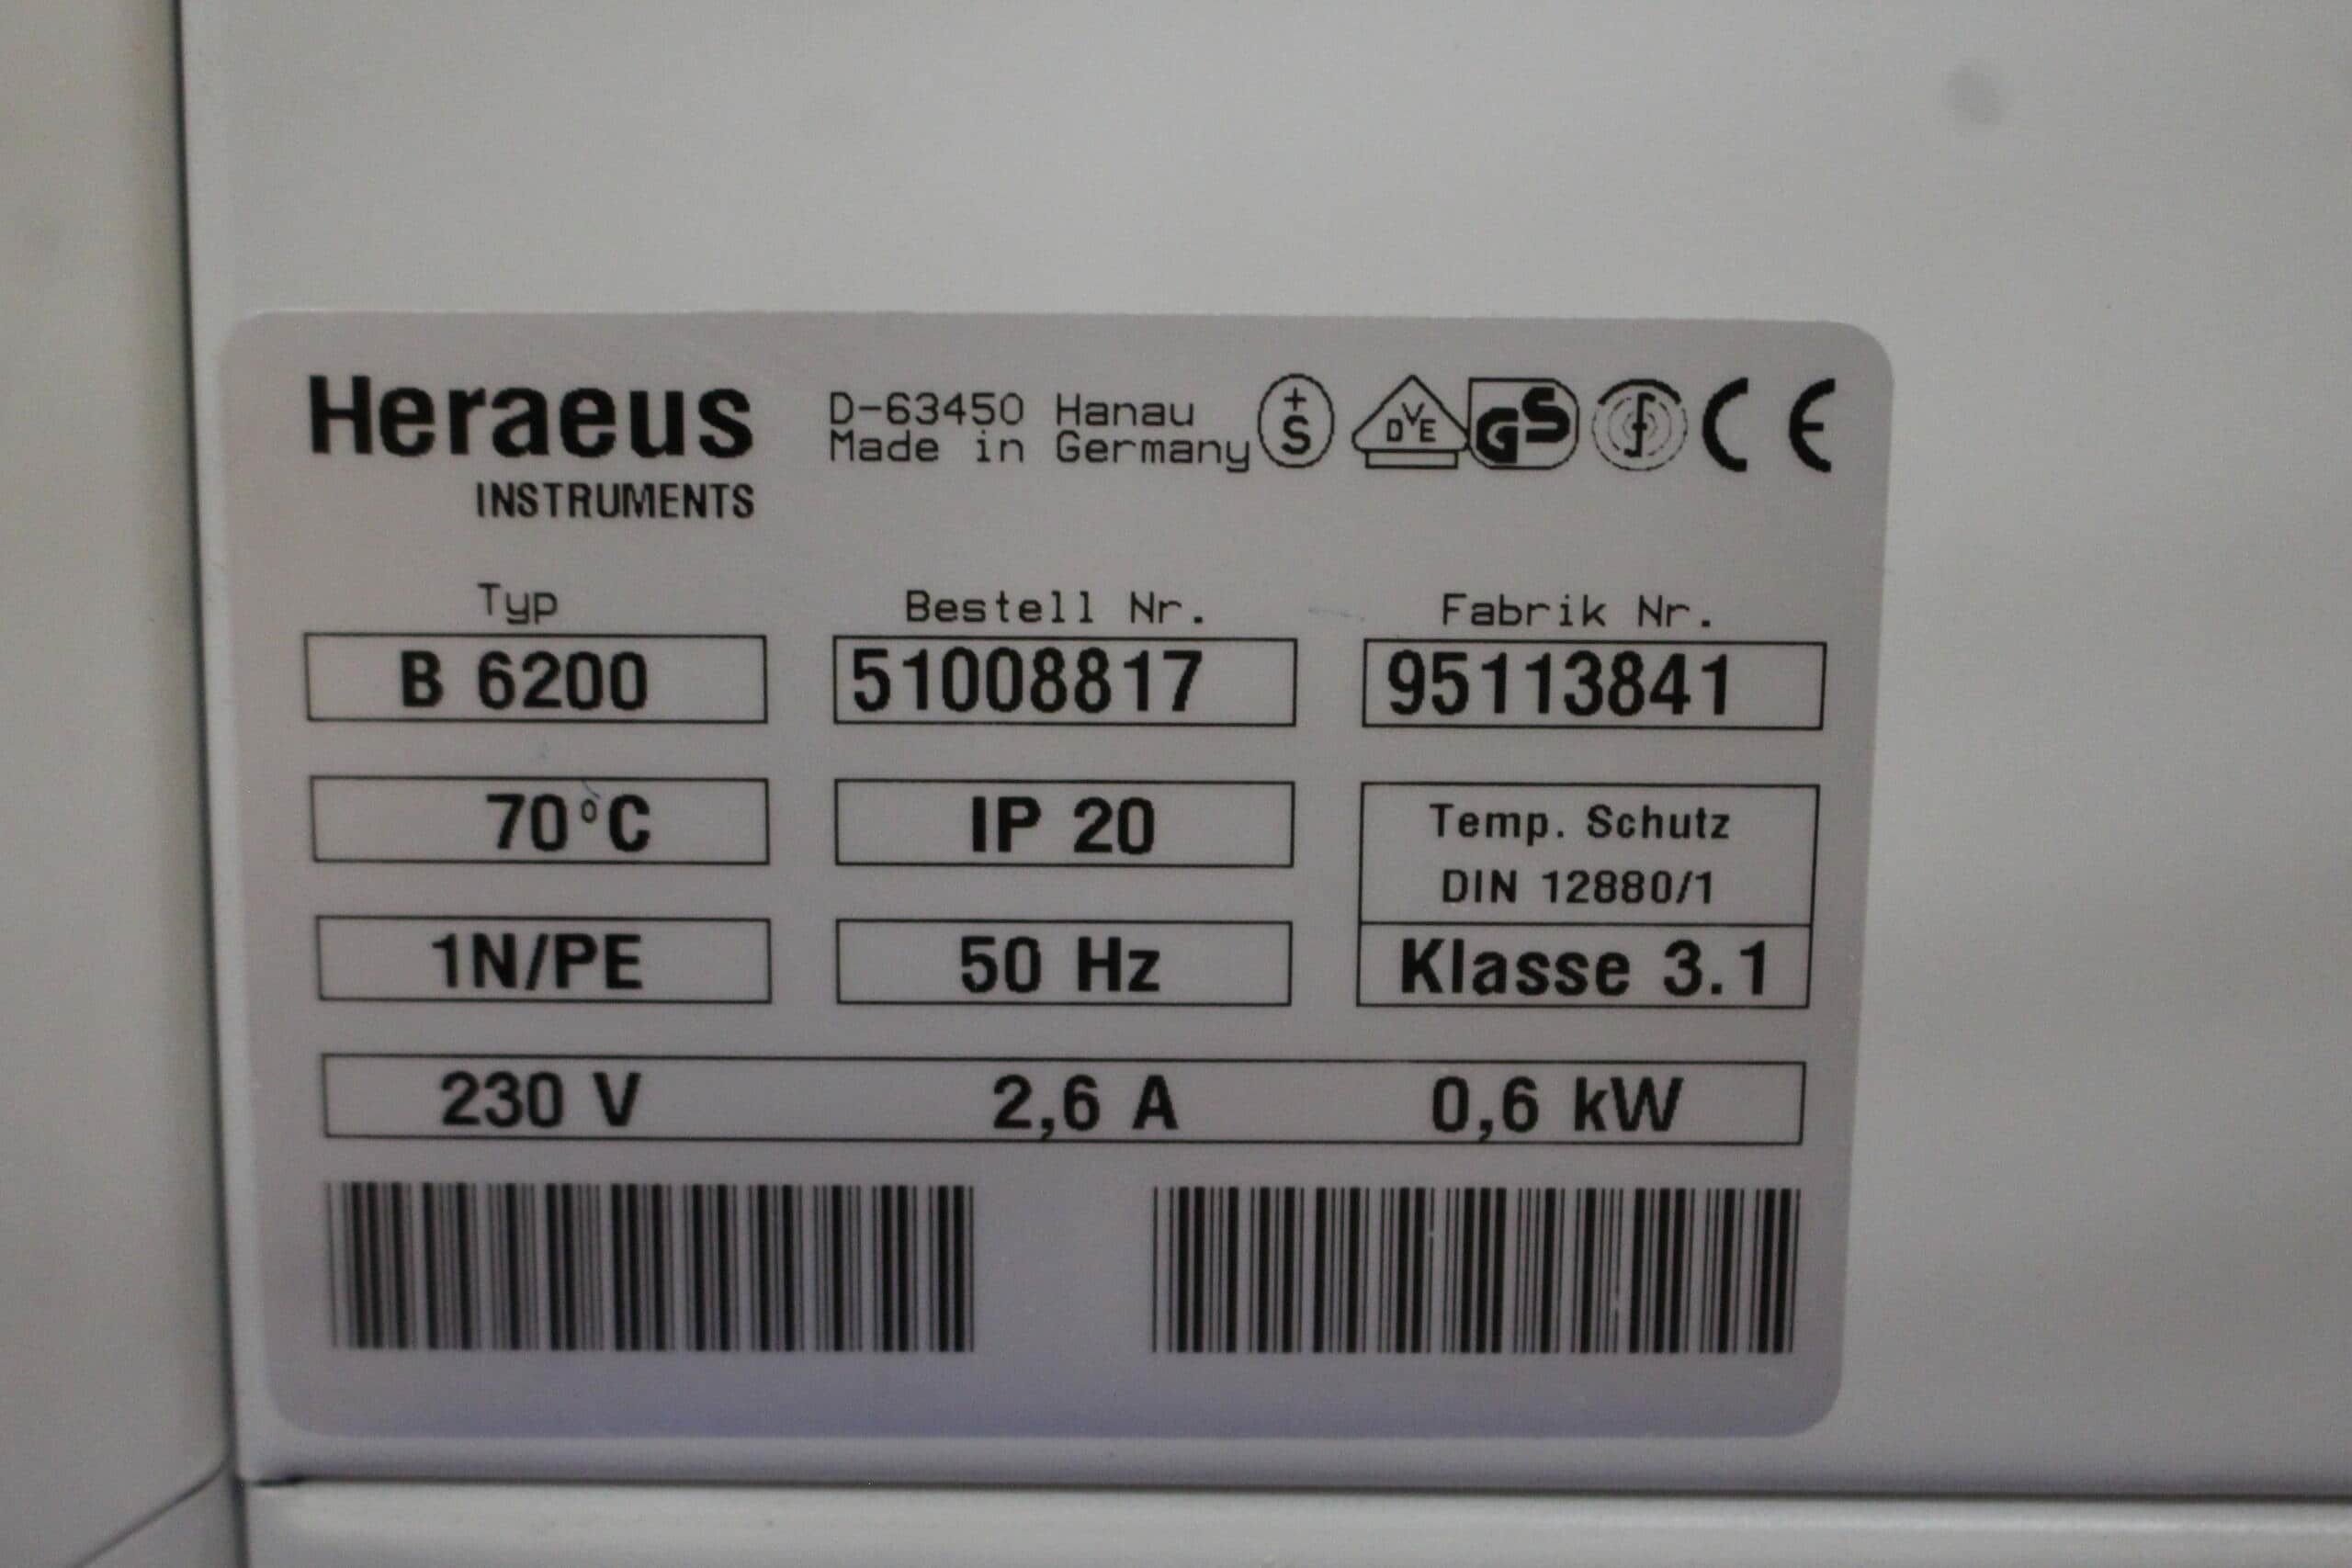 Heraeus
INSTRUMENTS
D-63450 Hanau
Made in Germany
+
S
DVE
GS
CE
Typ Bestell Nr. Fabrik Nr.
B 6200 51008817 95113841
70°C IP 20 Temp. Schutz
DIN 12880/1
1N/PE 50 Hz Klasse 3.1
230 V 2,6 A 0,6 kW